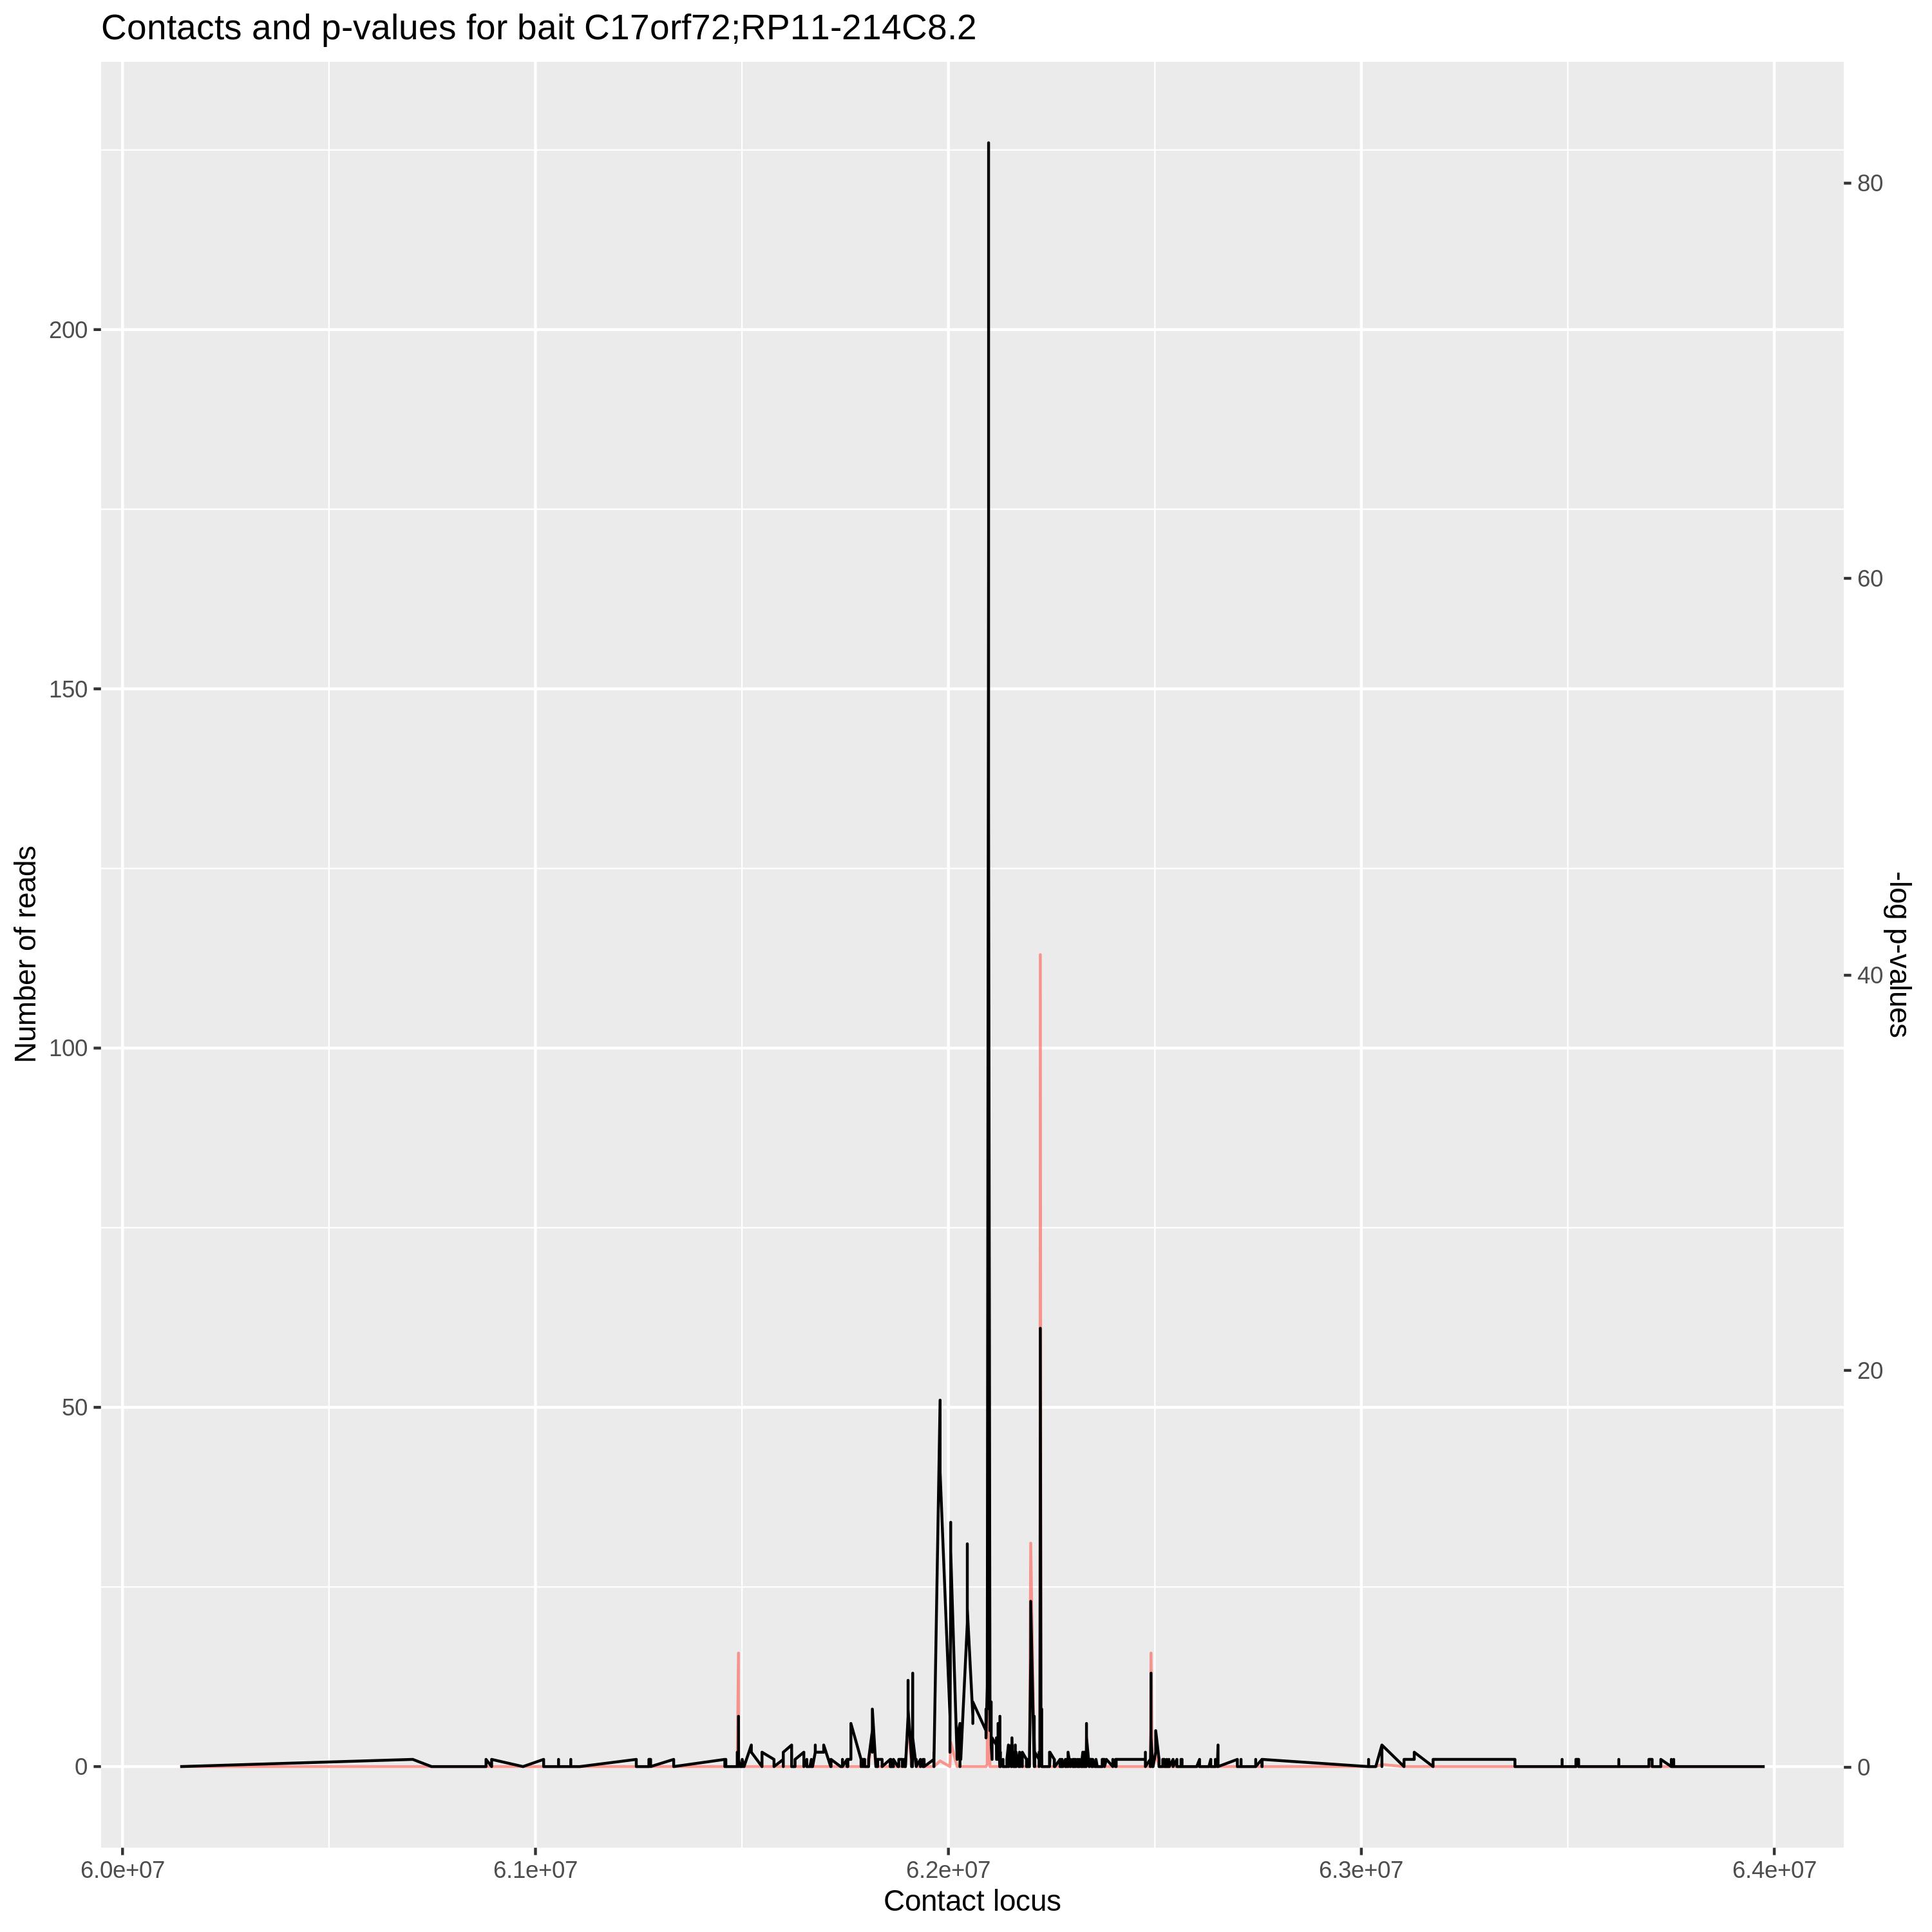 Contacts and p-values for bait C17orf72;RP11-214C8.2
Number of reads
200
150
100
50
0
80
60
40
20
0
-log p-values
6.0e+07
6.1e+07
6.2e+07
6.3e+07
6.4e+07
Contact locus